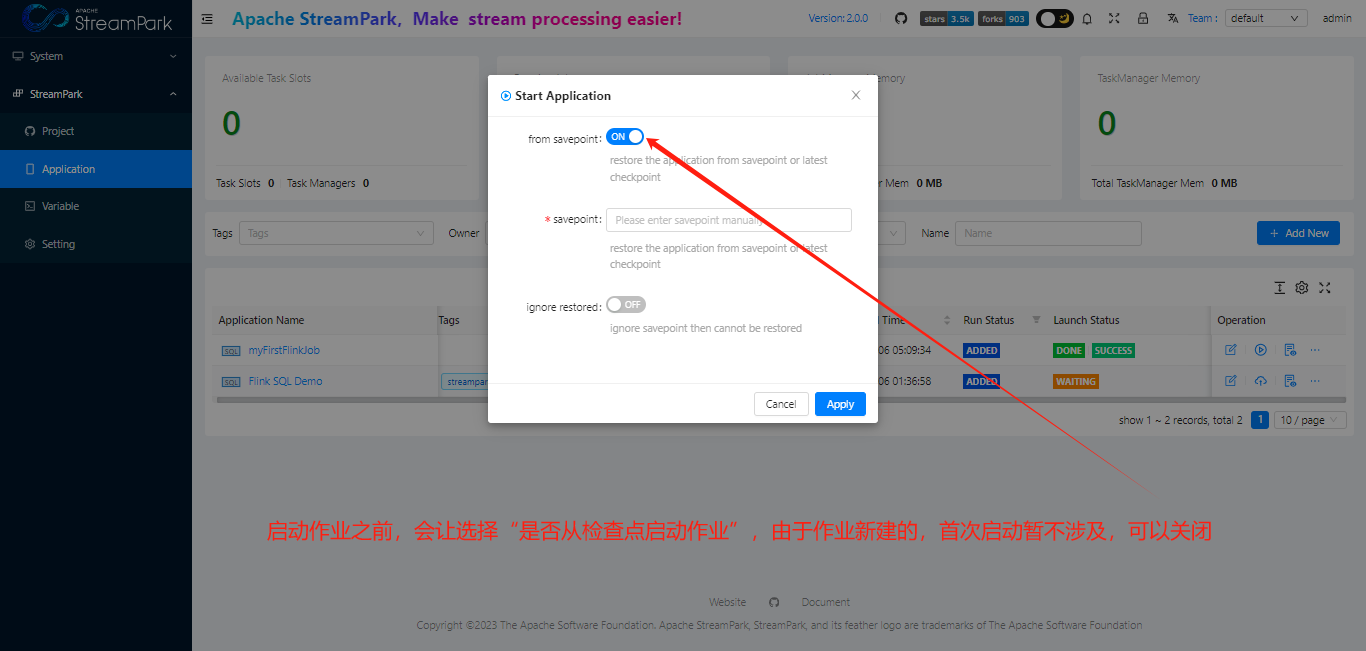 APACHE
StreamPark
Apache StreamPark, Make stream processing easier!
Version: 2.0.0
stars 3.5k forks 903
Team :
default
admin
System
StreamPark
Project
Application
Variable
Setting
Available Task Slots
TaskManager Memory
0
0
Task Slots 0 Task Managers 0
Mem 0 MB
Total TaskManager Mem 0 MB
Tags
Tags
Owner
Name
Name
Add New
Start Application
from savepoint:
ON
restore the application from savepoint or latest
checkpoint
* savepoint:
Please enter savepoint manually
restore the application from savepoint or latest
checkpoint
ignore restored:
OFF
ignore savepoint then cannot be restored
Cancel
Apply
Application Name
Tags
Time
Run Status
Launch Status
Operation
SQL myFirstFlinkJob
06 05:09:34
ADDED
DONE SUCCESS
SQL Flink SQL Demo
streampar
06 01:36:58
ADDED
WAITING
show 1 ~ 2 records, total 2
1
10 / page
启动作业之前，会让选择“是否从检查点启动作业”，由于作业新建的，首次启动暂不涉及，可以关闭
Website
Document
Copyright ©2023 The Apache Software Foundation. Apache StreamPark, StreamPark, and its feather logo are trademarks of The Apache Software Foundation